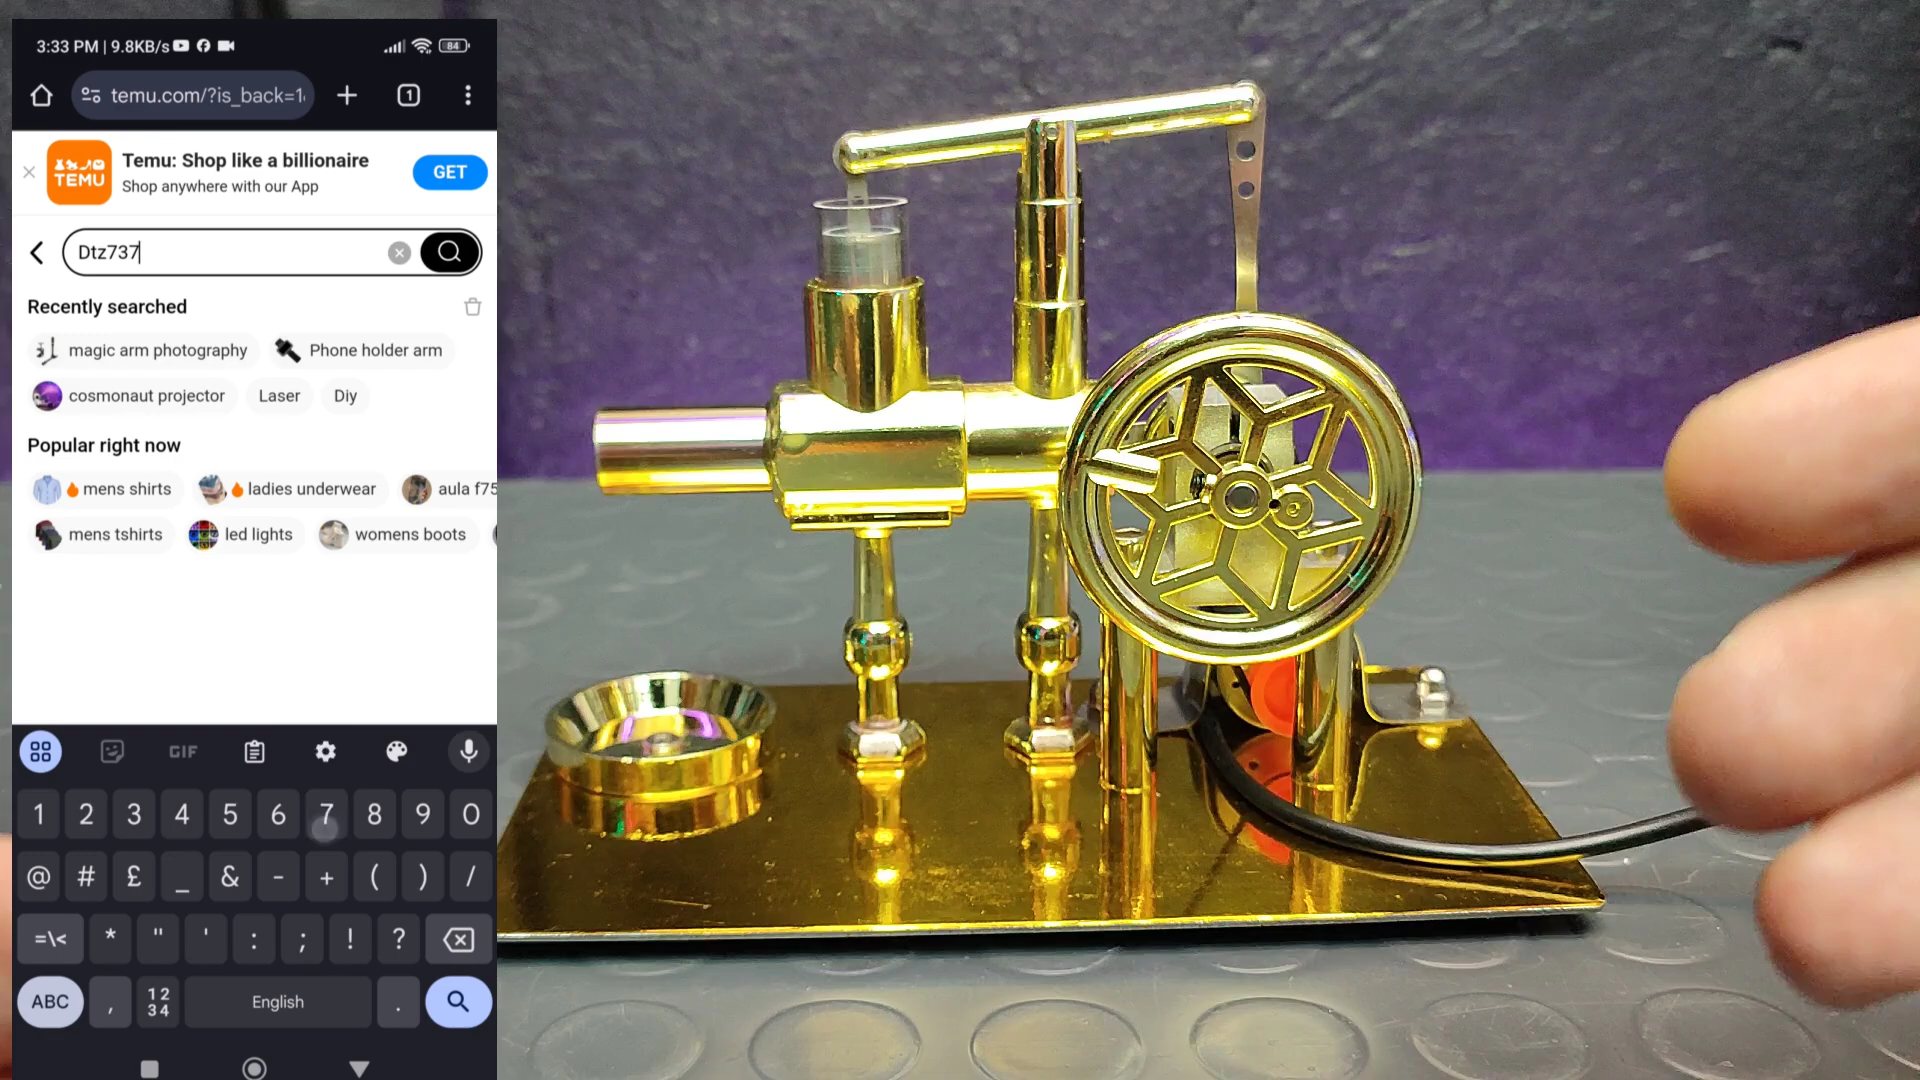 3:33 PM | 9.8KB/s 84
temu.com/?is_back=1
1
Temu: Shop like a billionaire
TEMU
Shop anywhere with our App
GET
Dtz737
Recently searched
magic arm photography Phone holder arm
cosmonaut projector Laser Diy
Popular right now
mens shirts ladies underwear aula f75
mens tshirts led lights womens boots
GIF
1 2 3 4 5 6 7 8 9 0
@ # £ _ & - + ( ) /
=\< * " ' : ; ! ?
ABC , 12 English .
34